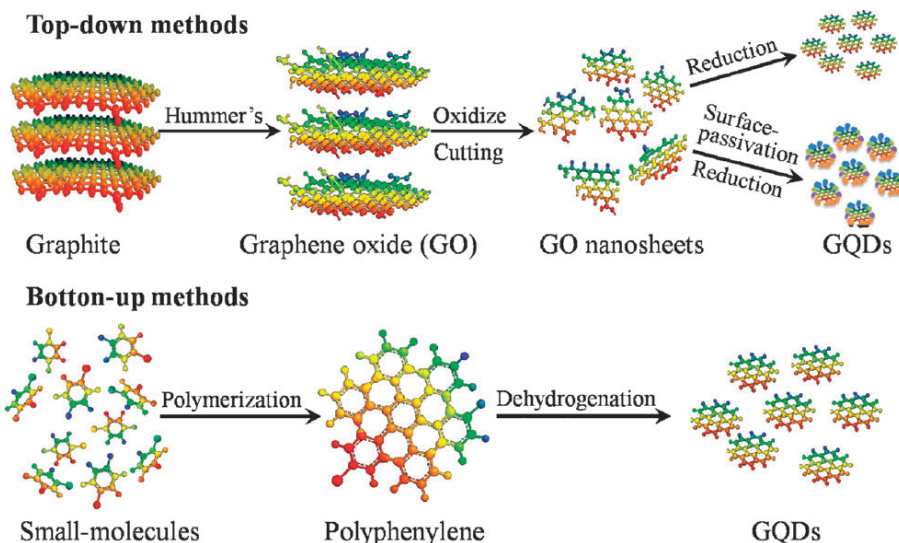 Top-down methods
Hummer's
Oxidize
Cutting
Reduction
Surface-
passivation
Reduction
Graphite
Graphene oxide (GO)
GO nanosheets
GQDs
Botton-up methods
Polymerization
Dehydrogenation
Small-molecules
Polyphenylene
GQDs